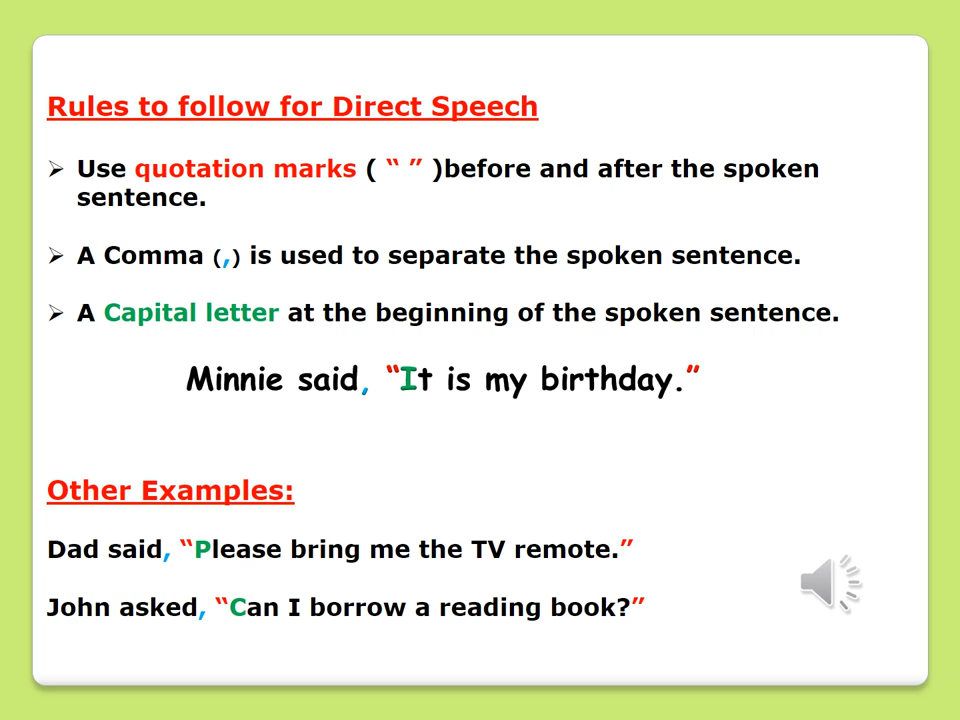 Rules to follow for Direct Speech
➢ Use quotation marks ( “ ” )before and after the spoken
sentence.
➢ A Comma (,) is used to separate the spoken sentence.
➢ A Capital letter at the beginning of the spoken sentence.
Minnie said, “It is my birthday.”
Other Examples:
Dad said, “Please bring me the TV remote.”
John asked, “Can I borrow a reading book?”